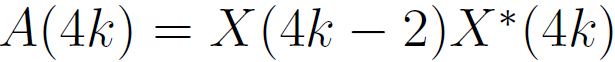 A(4k) = X(4k − 2)X*(4k)